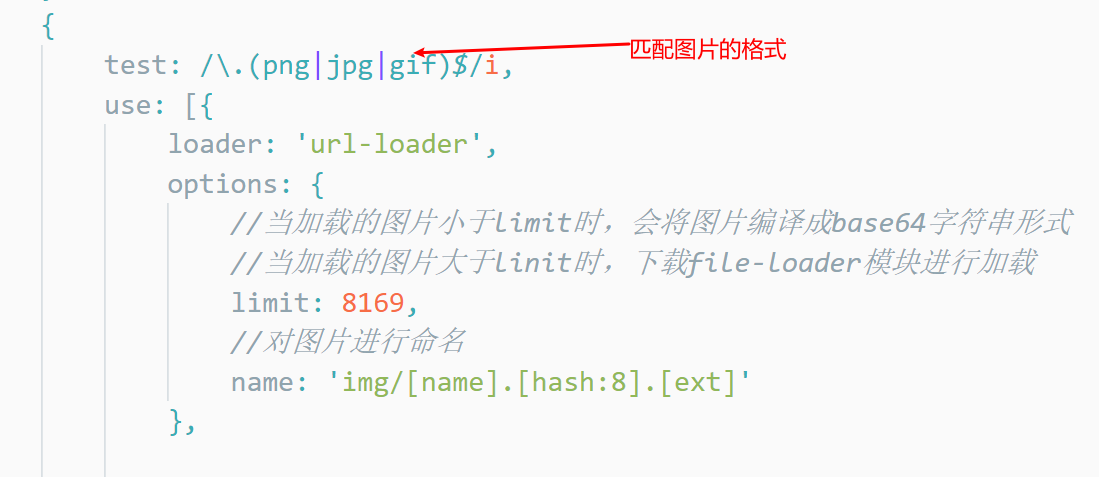 {
test: /\.(png|jpg|gif)$/i,
匹配图片的格式
use: [{
loader: 'url-loader',
options: {
//当加载的图片小于limit时，会将图片编译成base64字符串形式
//当加载的图片大于linit时，下载file-loader模块进行加载
limit: 8169,
//对图片进行命名
name: 'img/[name].[hash:8].[ext]'
},